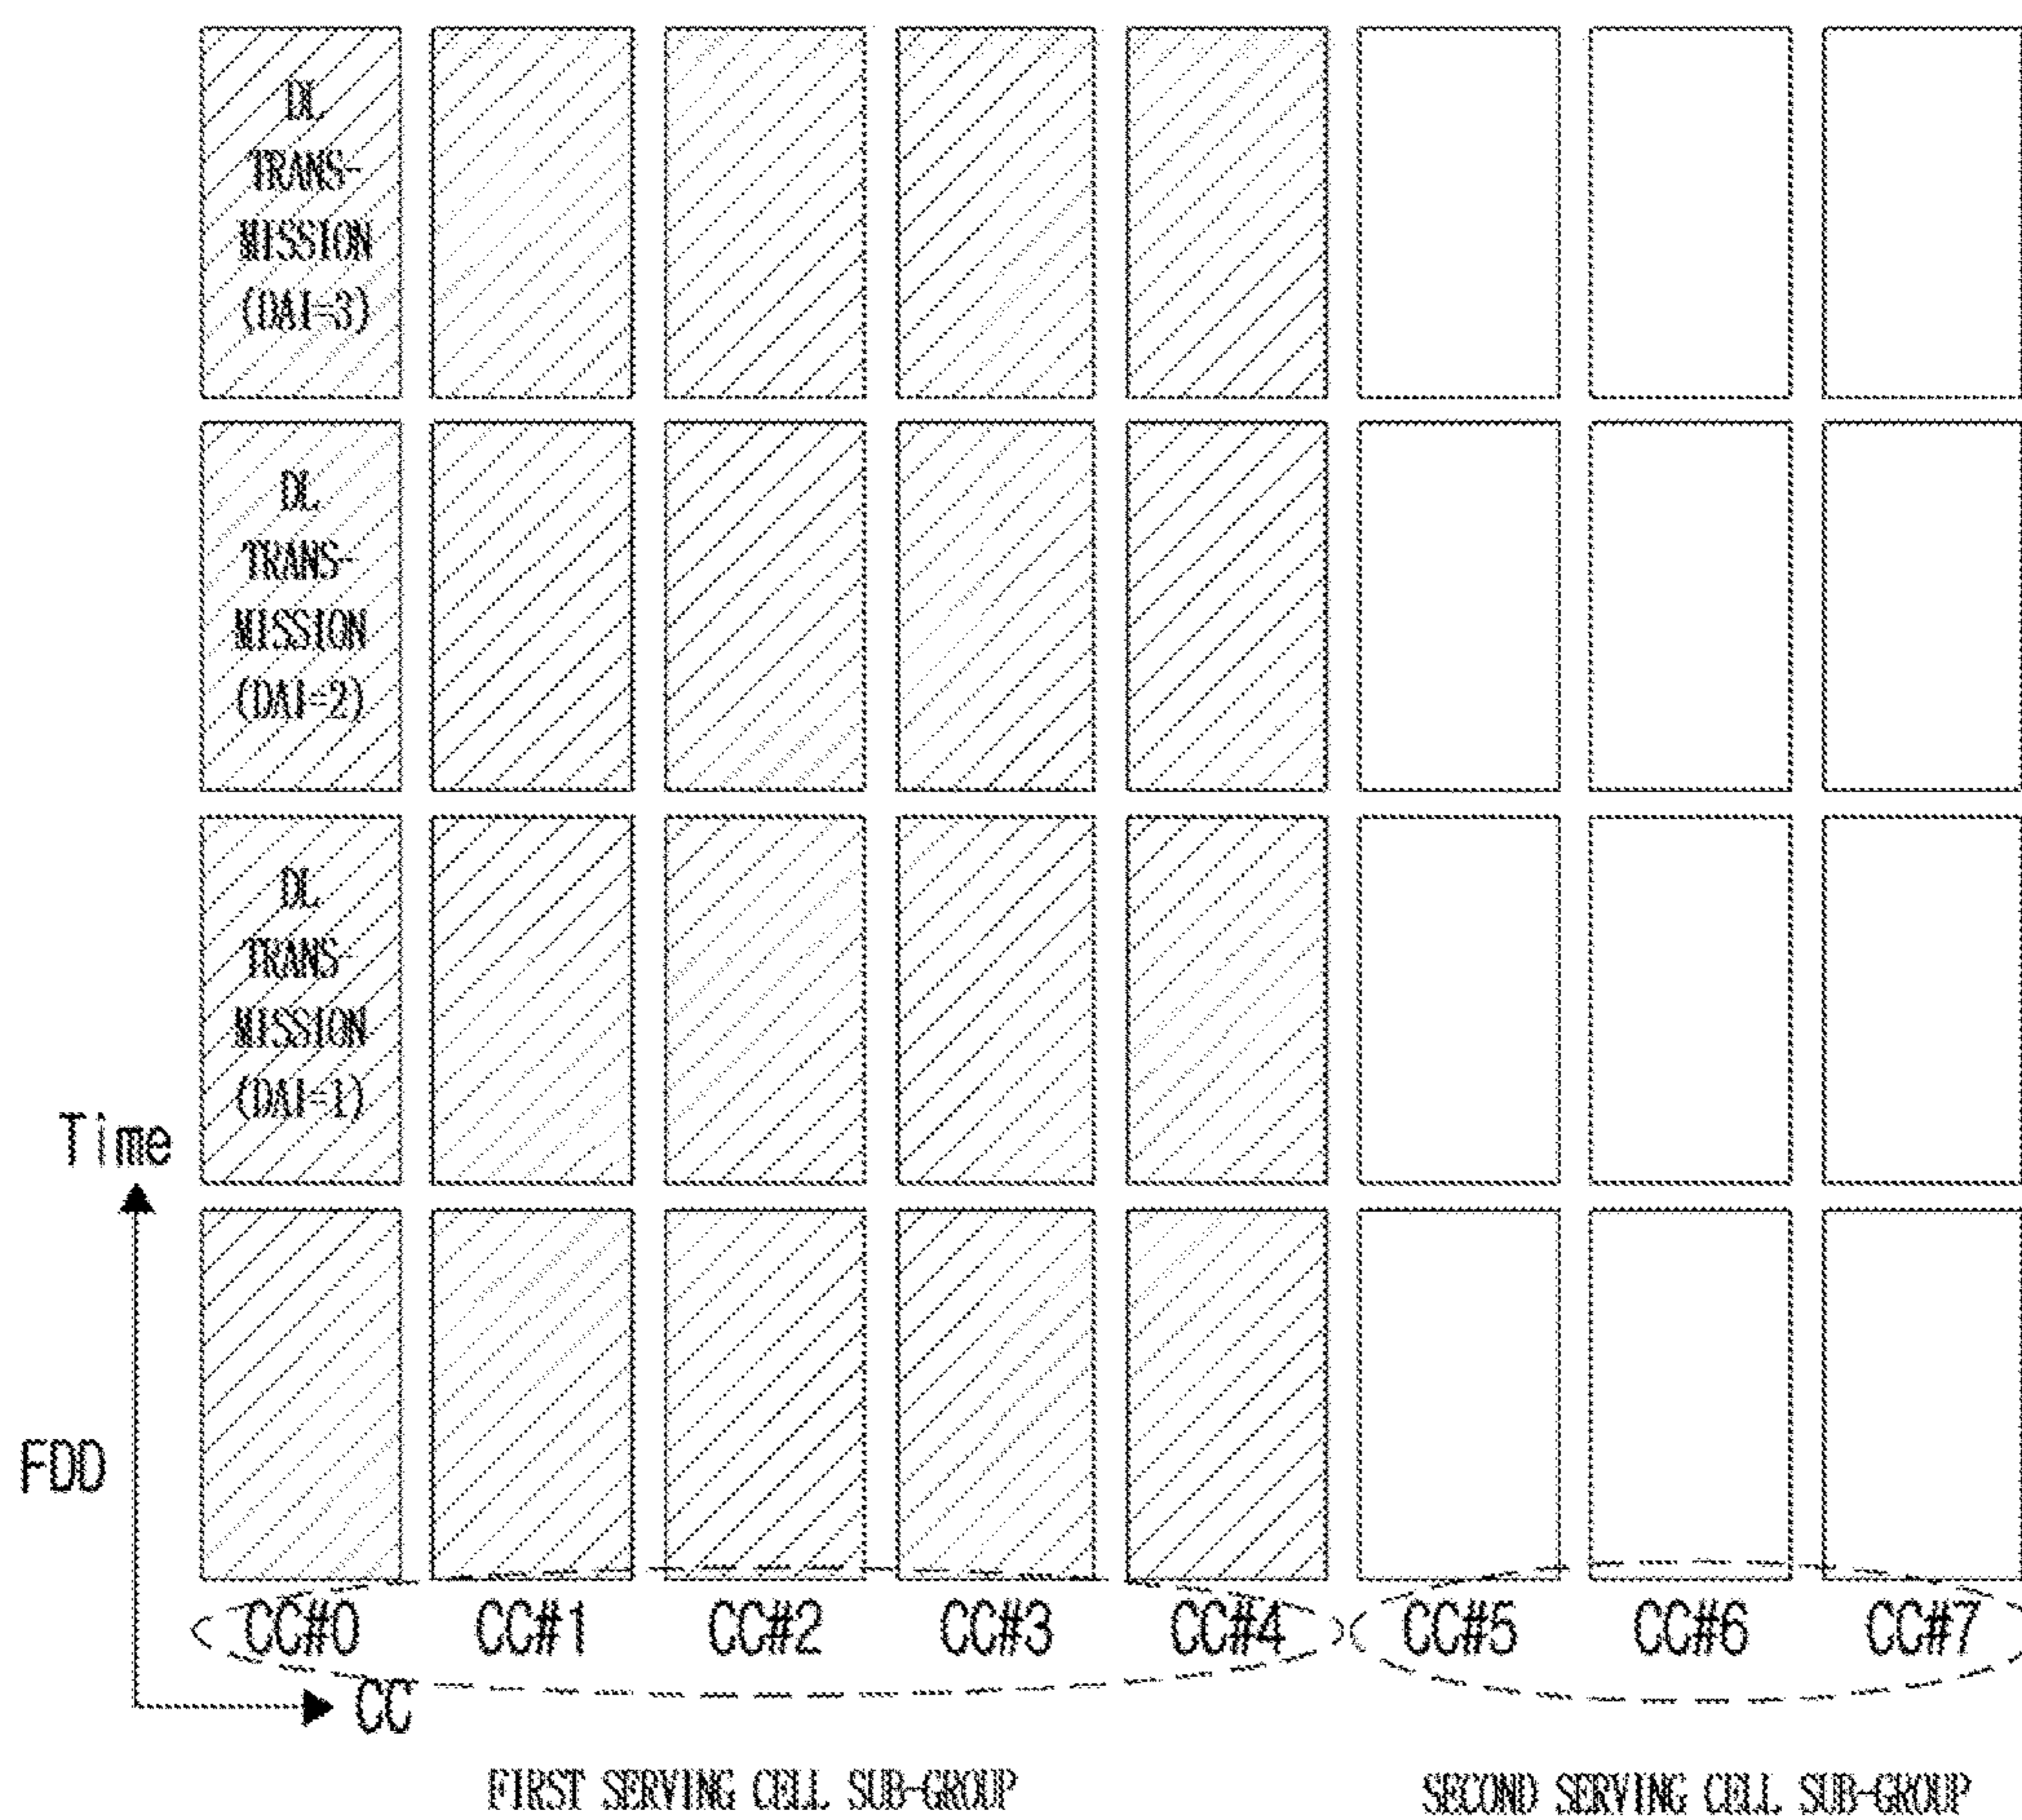 DL
TRANS-
MISSION
(DAI=3)
DL
TRANS-
MISSION
(DAI=2)
DL
TRANS-
MISSION
(DAI=1)
Time
FDD
CC#0 CC#1 CC#2 CC#3 CC#4 CC#5 CC#6 CC#7
CC
FIRST SERVING CELL SUB-GROUP SECOND SERVING CELL SUB-GROUP